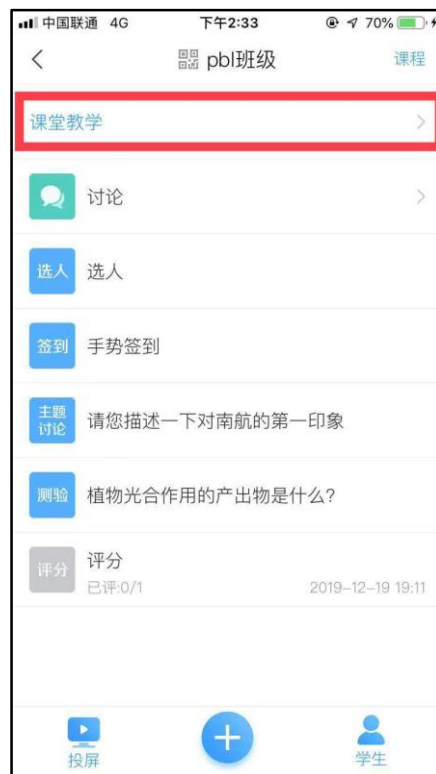 中国联通 4G 下午2:33 70%
pbl班级 课程
课堂教学
讨论
选人 选人
签到 手势签到
主题
讨论 请您描述一下对南航的第一印象
测验 植物光合作用的产出物是什么?
评分 评分
已评:0/1 2019-12-19 19:11
投屏 学生